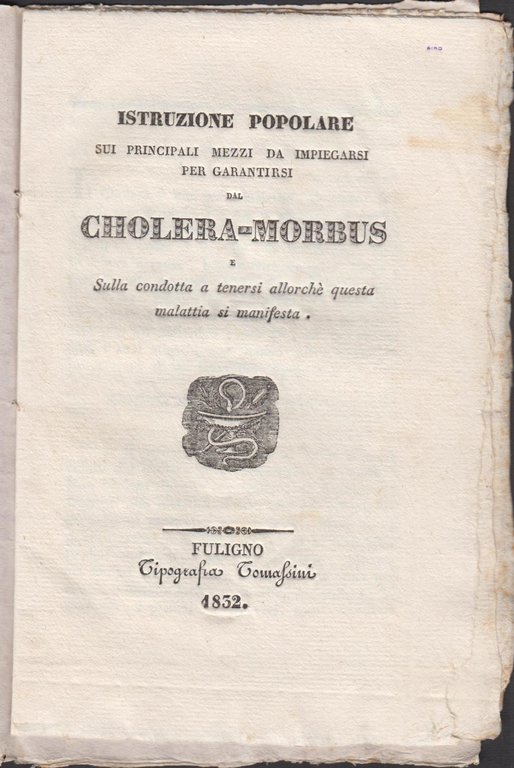 ISTRUZIONE POPOLARE
SUI PRINCIPALI MEZZI DA IMPIEGARSI
PER GARANTIRSI
DAL
CHOLERA-MORBUS
E
Sulla condotta a tenersi allorchè questa
malattia si manifesta .
FULIGNO
Tipografia Tomaſsini
1832.